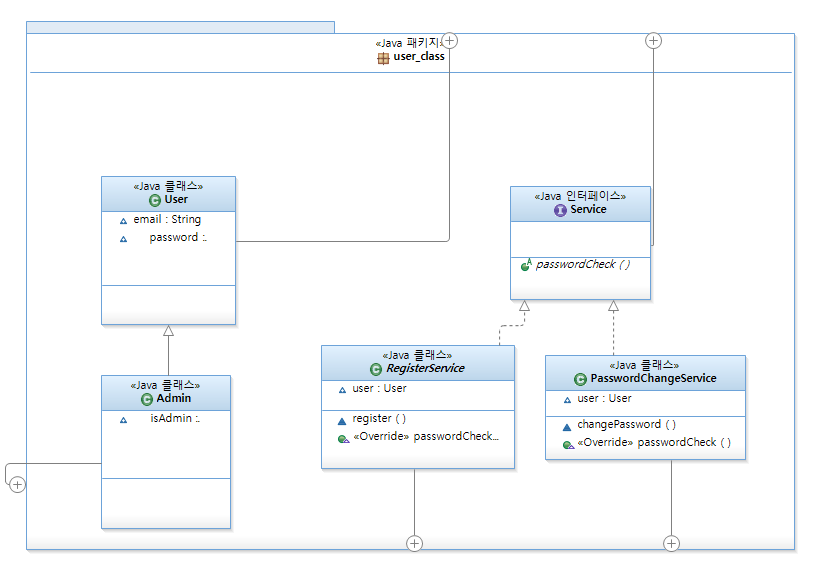 «Java 패키지»
user_class
«Java 클래스»
User
email : String
password :.
«Java 인터페이스»
Service
passwordCheck ( )
«Java 클래스»
Admin
isAdmin :.
«Java 클래스»
RegisterService
user : User
register ( )
«Override» passwordCheck...
«Java 클래스»
PasswordChangeService
user : User
changePassword ( )
«Override» passwordCheck ( )